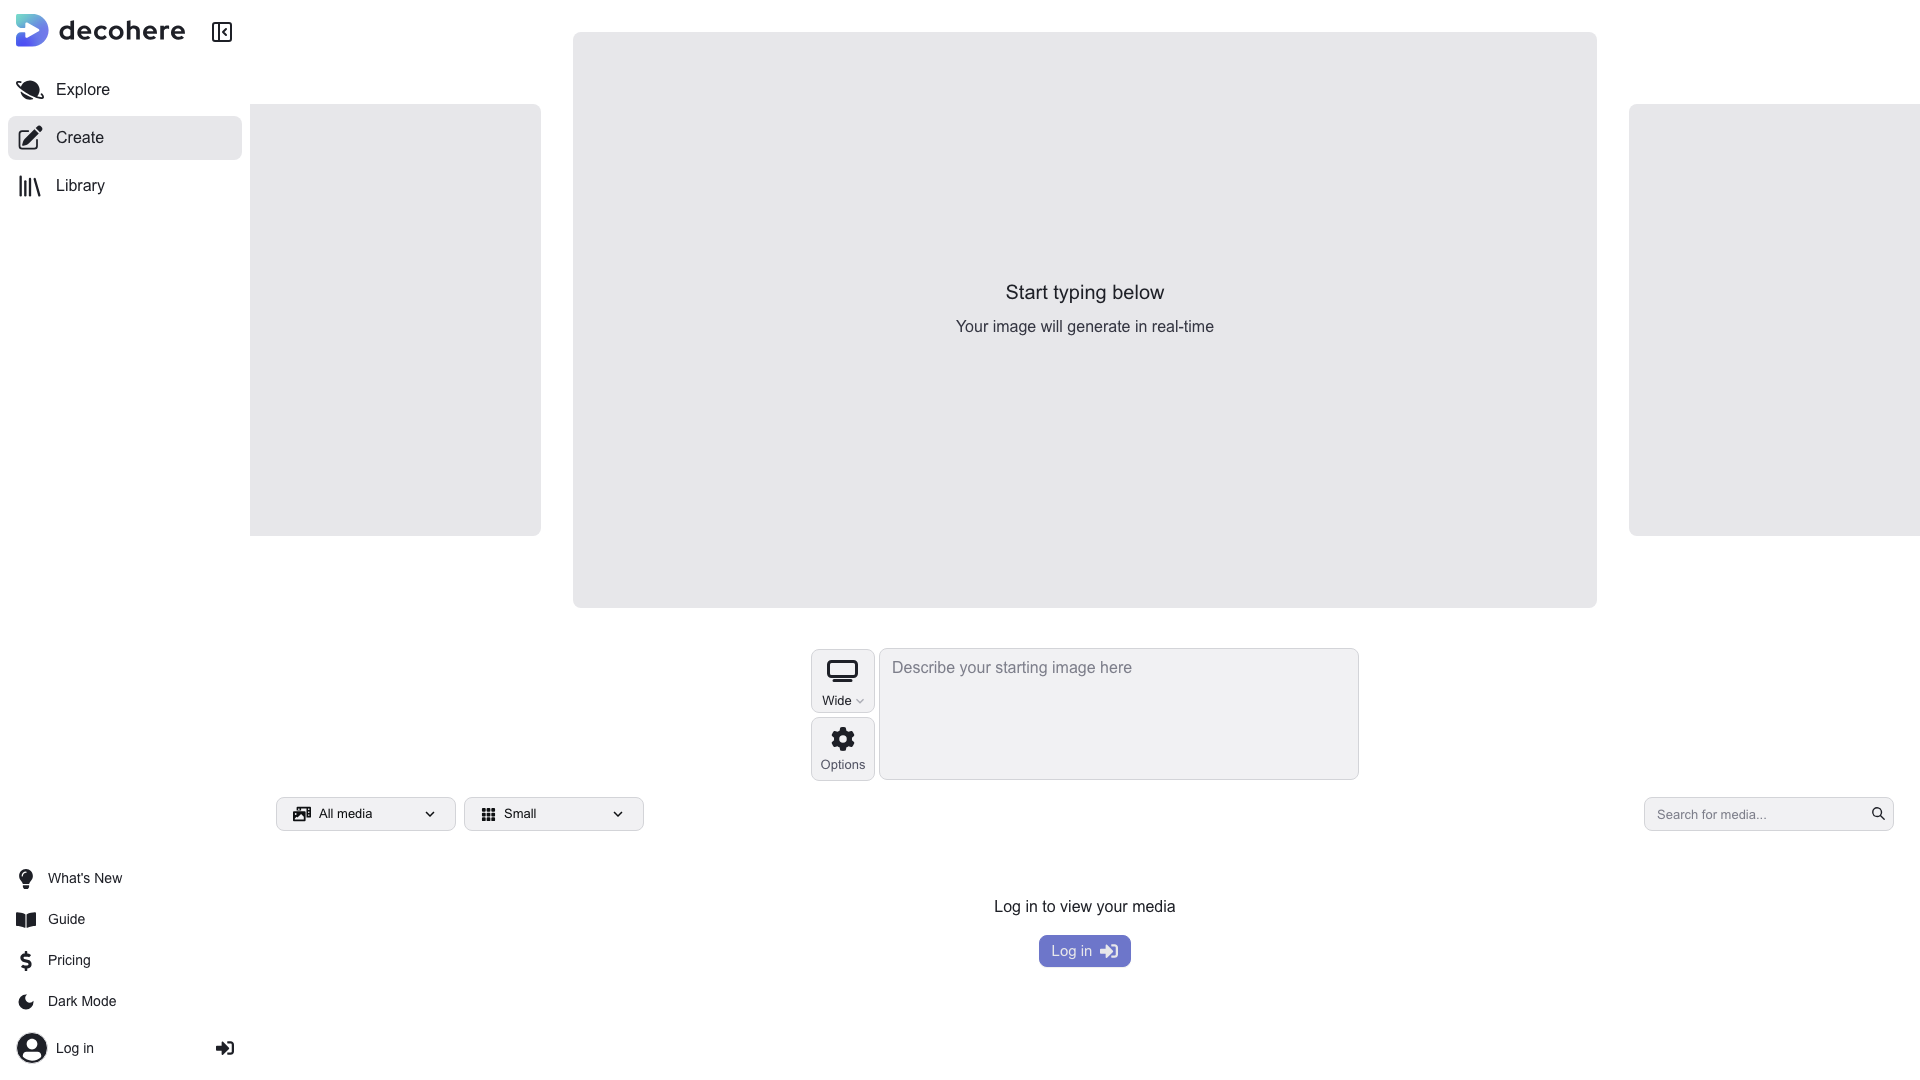 decohere
Explore
Create
Library
Start typing below
Your image will generate in real-time
Describe your starting image here
Wide
Options
All media
Small
Search for media...
What's New
Guide
Pricing
Dark Mode
Log in
Log in to view your media
Log in